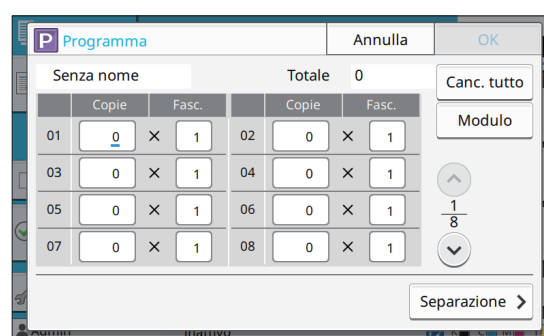 P Programma Annulla OK
Senza nome Totale 0 Canc. tutto
Copie Fasc. Copie Fasc. Modulo
01 0 × 1 02 0 × 1
03 0 × 1 04 0 × 1
05 0 × 1 06 0 × 1 1
8
07 0 × 1 08 0 × 1
Separazione
Admin Inattivo K C M